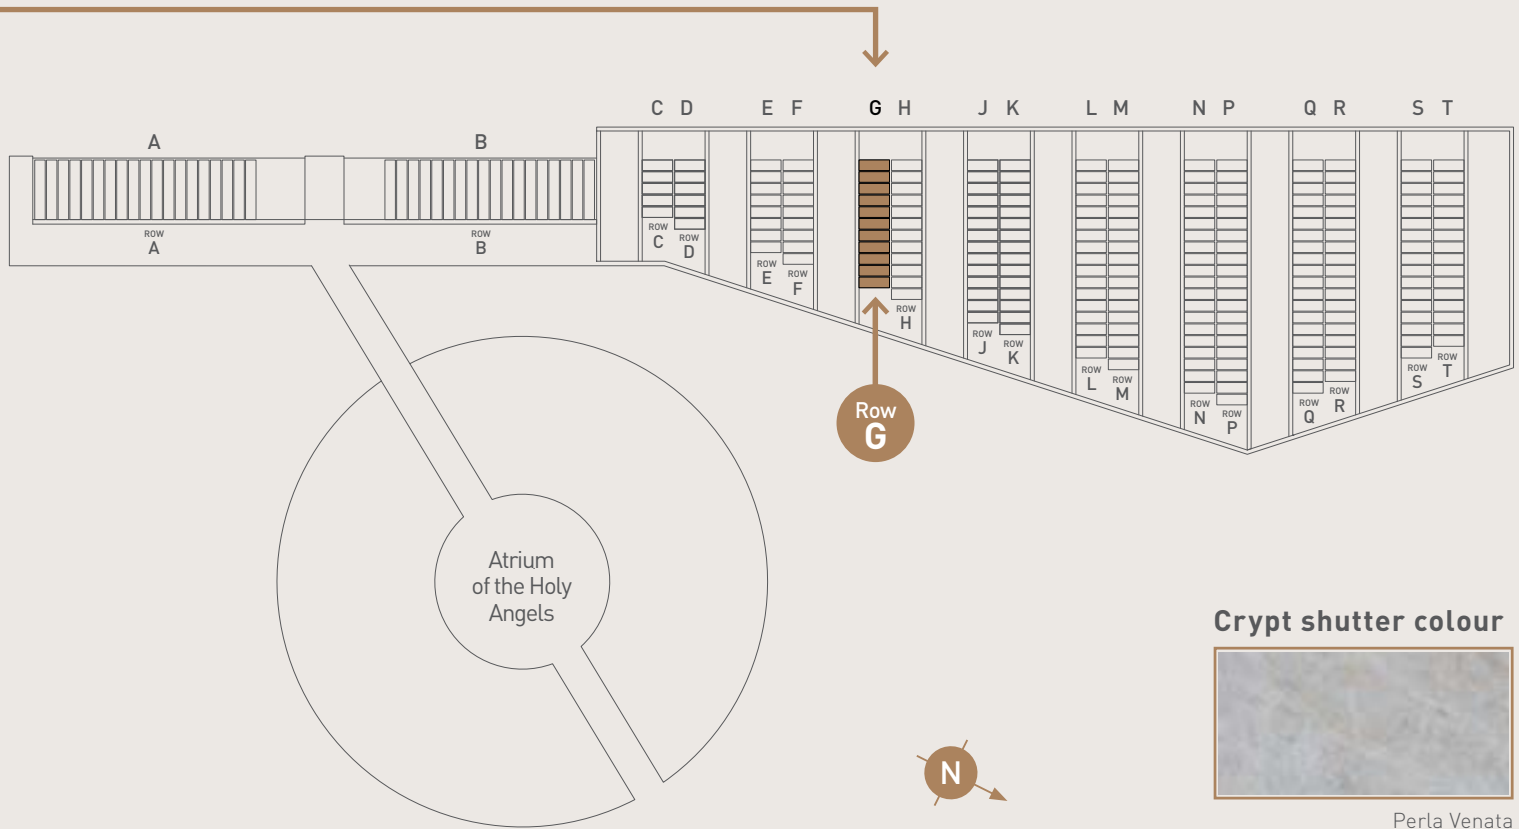 C D E F G H J K L M N P Q R S T
A B
ROW
A
ROW
B
ROW
C
ROW
D
ROW
E
ROW
F
ROW
H
ROW
J
ROW
K
ROW
L
ROW
M
ROW
N
ROW
P
ROW
Q
ROW
R
ROW
S
ROW
T
Row
G
Atrium
of the Holy
Angels
N
Crypt shutter colour
Perla Venata